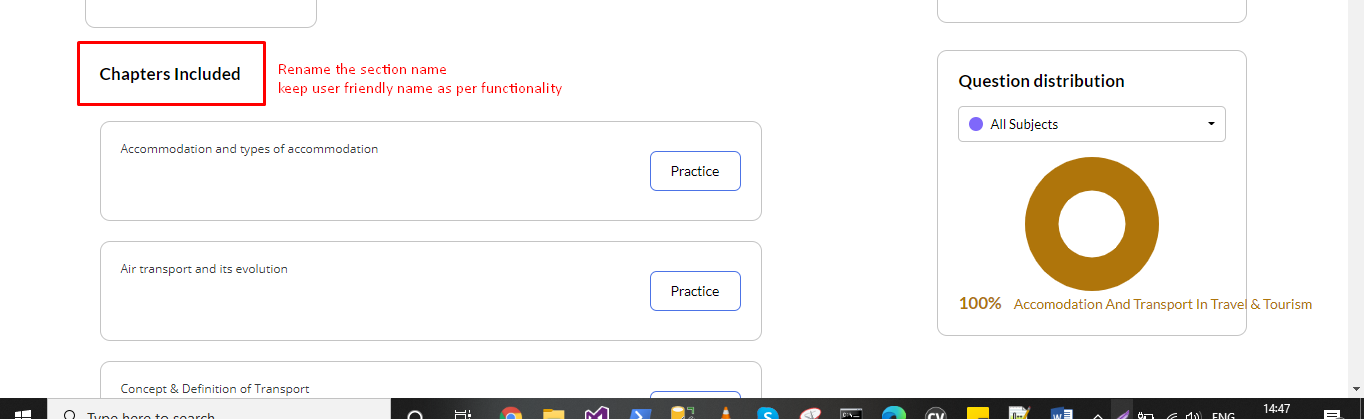 Chapters Included
Rename the section name
keep user friendly name as per functionality
Accommodation and types of accommodation
Practice
Air transport and its evolution
Practice
Concept & Definition of Transport
Question distribution
All Subjects
100% Accomodation And Transport In Travel & Tourism
Type here to search
CV
ENG
14:47